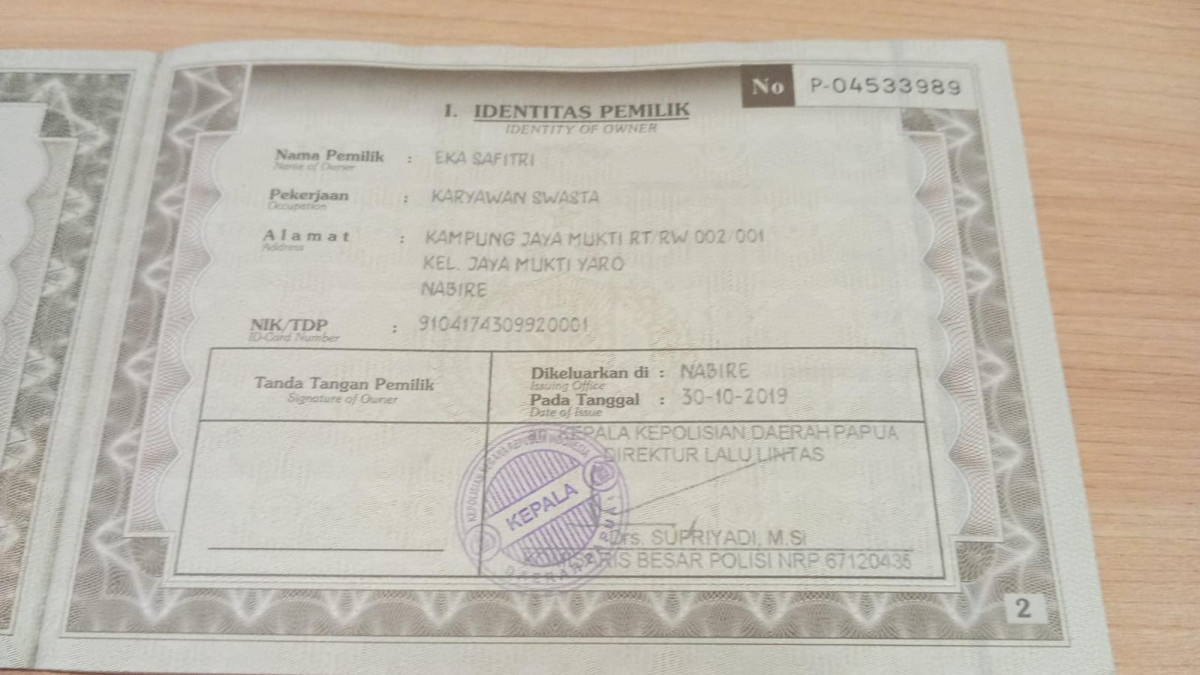 No P-04533989
I. IDENTITAS PEMILIK
IDENTITY OF OWNER
Nama Pemilik : EKA SAFITRI
Name of Owner
Pekerjaan : KARYAWAN SWASTA
Occupation
Alamat : KAMPUNG JAYA MUKTI RT/RW 002/001
Address
KEL. JAYA MUKTI YARO
NABIRE
NIK/TDP : 9104174309920001
ID-Card Number
Tanda Tangan Pemilik
Signature of Owner
Dikeluarkan di : NABIRE
Issuing Office
Pada Tanggal : 30-10-2019
Date of Issue
KEPALA KEPOLISIAN DAERAH PAPUA
DIREKTUR LALU LINTAS
KEPALA
Drs. SUPRIYADI, M.Si
BESAR POLISI NRP 67120435
2